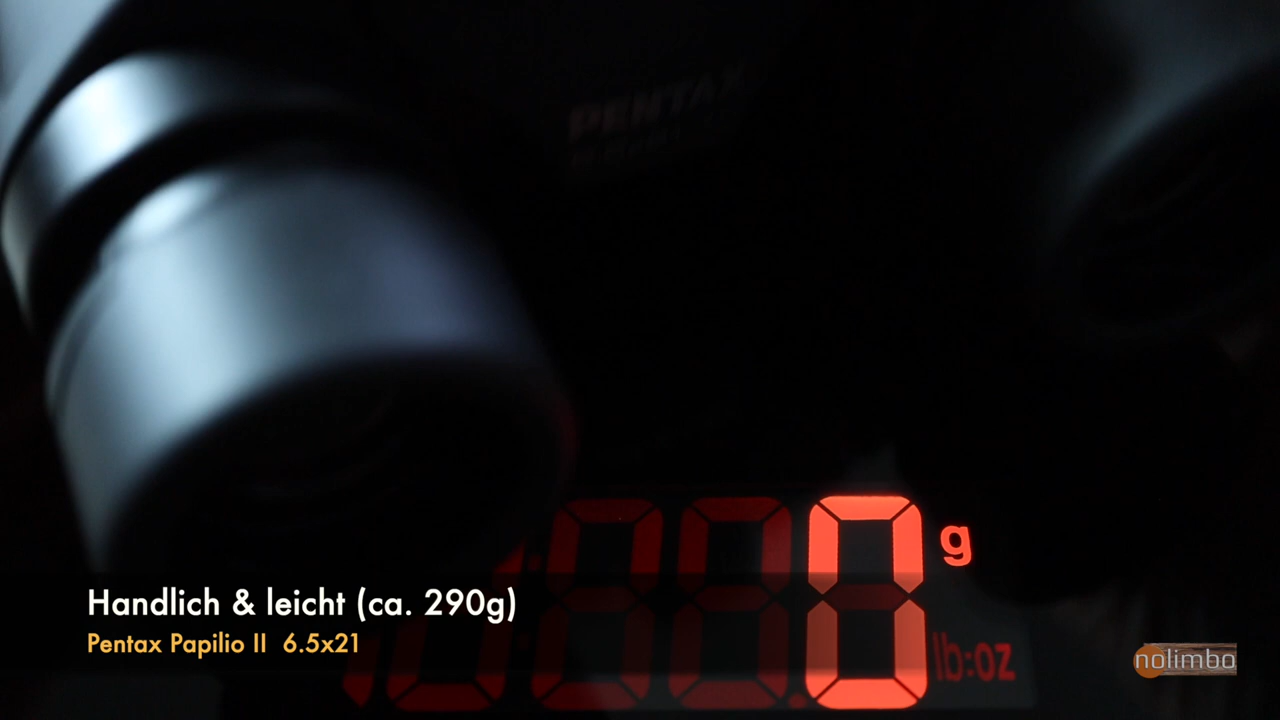 PENTAX
0 g
lb:oz
Handlich & leicht (ca. 290g)
Pentax Papilio II 6.5x21
nolimbo